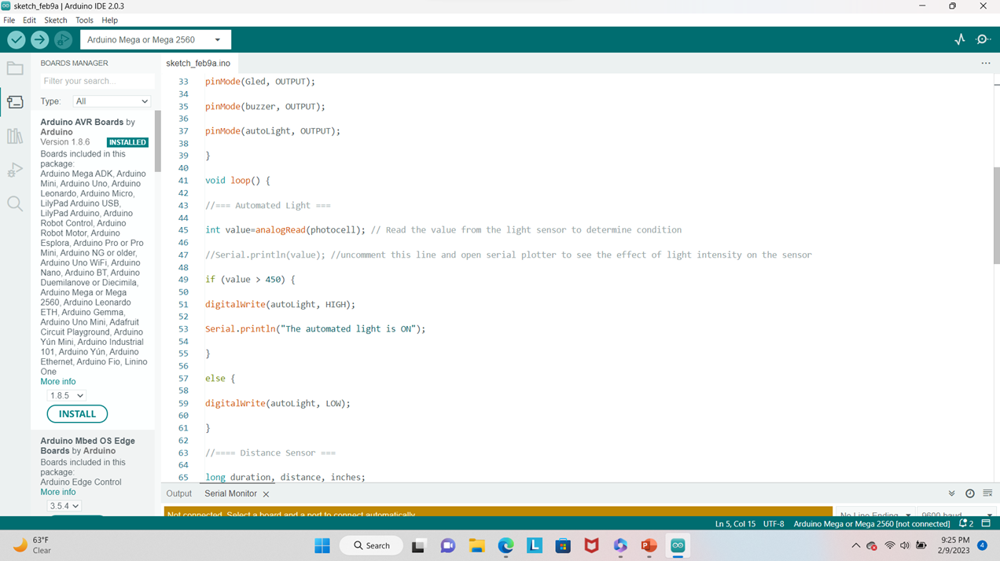 sketch_feb9a | Arduino IDE 2.0.3
File Edit Sketch Tools Help
Arduino Mega or Mega 2560
BOARDS MANAGER
Filter your search...
Type: All
Arduino AVR Boards by
Arduino
Version 1.8.6 INSTALLED
Boards included in this
package:
Arduino Mega ADK, Arduino
Mini, Arduino Uno, Arduino
Leonardo, Arduino Micro,
LilyPad Arduino USB,
LilyPad Arduino, Arduino
Robot Control, Arduino
Robot Motor, Arduino
Esplora, Arduino Pro or Pro
Mini, Arduino NG or older,
Arduino Uno WiFi, Arduino
Nano, Arduino BT, Arduino
Duemilanove or Diecimila,
Arduino Mega or Mega
2560, Arduino Leonardo
ETH, Arduino Gemma,
Arduino Uno Mini, Adafruit
Circuit Playground, Arduino
Yún Mini, Arduino Industrial
101, Arduino Yún, Arduino
Ethernet, Arduino Fio, Linino
One
More info
1.8.5
INSTALL
Arduino Mbed OS Edge
Boards by Arduino
Boards included in this
package:
Arduino Edge Control
More info
3.5.4
sketch_feb9a.ino
33 pinMode(Gled, OUTPUT);
34
35 pinMode(buzzer, OUTPUT);
36
37 pinMode(autoLight, OUTPUT);
38
39 }
40
41 void loop() {
42
43 //=== Automated Light ===
44
45 int value=analogRead(photocell); // Read the value from the light sensor to determine condition
46
47 //Serial.println(value); //uncomment this line and open serial plotter to see the effect of light intensity on the sensor
48
49 if (value > 450) {
50
51 digitalWrite(autoLight, HIGH);
52
53 Serial.println("The automated light is ON");
54
55 }
56
57 else {
58
59 digitalWrite(autoLight, LOW);
60
61 }
62
63 //==== Distance Sensor ===
64
65 long duration, distance, inches;
Output Serial Monitor
Not connected. Select a board and a port to connect automatically.
No Line Ending 9600 baud
Ln 5, Col 15 UTF-8 Arduino Mega or Mega 2560 [not connected] 2
63°F
Clear
Search
9:25 PM
2/9/2023
4